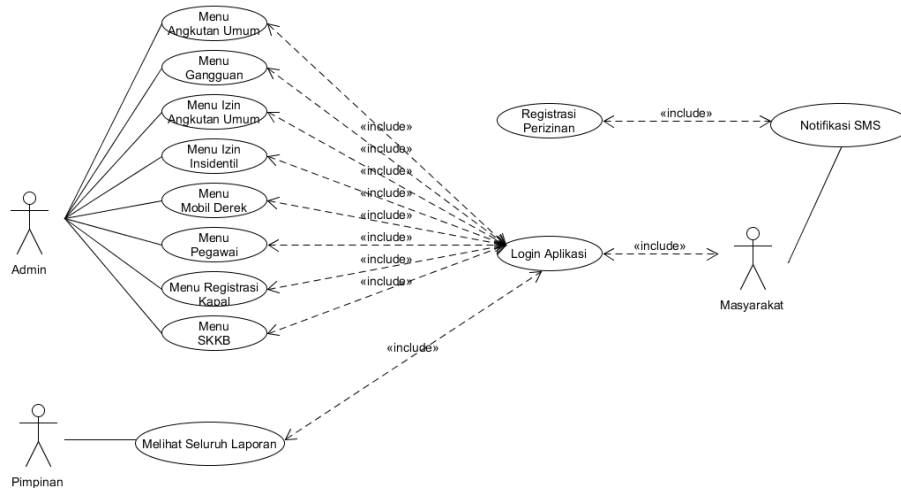 Menu
Angkutan Umum
Menu
Gangguan
Menu Izin
Angkutan Umum
Menu Izin
Insidentil
Menu
Mobil Derek
Menu
Pegawai
Menu Registrasi
Kapal
Menu
SKKB
Admin
«include»
«include»
«include»
«include»
«include»
«include»
«include»
«include»
«include»
Registrasi
Perizinan
«include»
Notifikasi SMS
Login Aplikasi
«include»
Masyarakat
Melihat Seluruh Laporan
Pimpinan